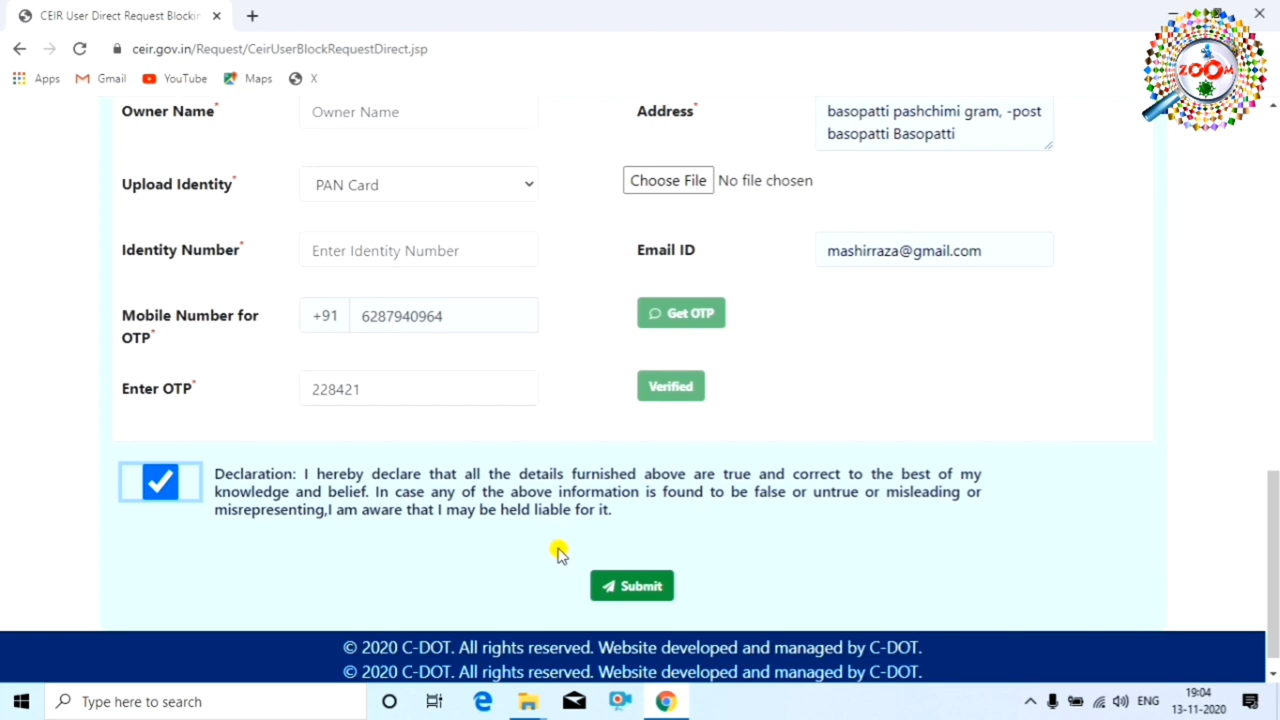 CEIR User Direct Request Blockin
ceir.gov.in/Request/CeirUserBlockRequestDirect.jsp
Apps Gmail YouTube Maps X
ZOOM
Owner Name* Owner Name Address* basopatti pashchimi gram, -post
basopatti Basopatti
Upload Identity* PAN Card Choose File No file chosen
Identity Number* Enter Identity Number Email ID mashirraza@gmail.com
Mobile Number for
OTP* +91 6287940964 Get OTP
Enter OTP* 228421 Verified
Declaration: I hereby declare that all the details furnished above are true and correct to the best of my
knowledge and belief. In case any of the above information is found to be false or untrue or misleading or
misrepresenting,I am aware that I may be held liable for it.
Submit
© 2020 C-DOT. All rights reserved. Website developed and managed by C-DOT.
© 2020 C-DOT. All rights reserved. Website developed and managed by C-DOT.
Type here to search ENG 19:04
13-11-2020